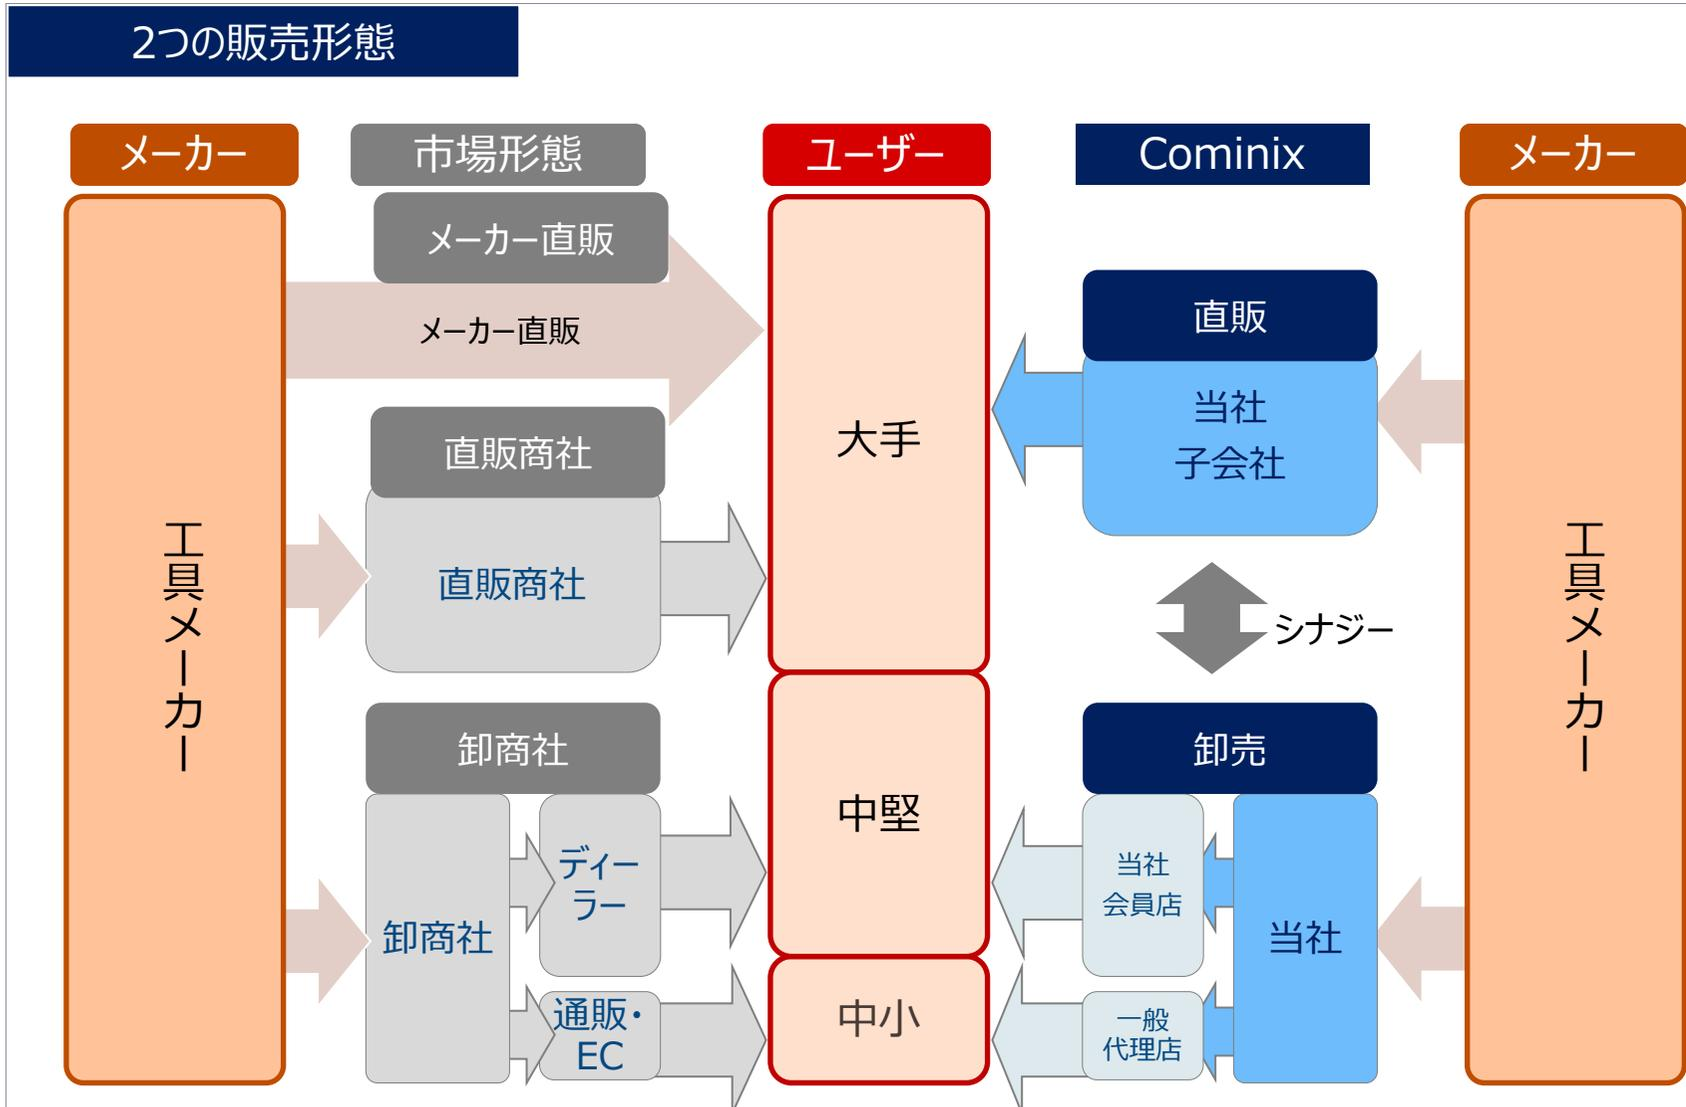 2つの販売形態
メーカー
市場形態
ユーザー
Cominix
メーカー
メーカー直販
メーカー直販
直販商社
直販商社
工具メーカー
卸商社
卸商社
ディー
ラー
通販・
EC
大手
中堅
中小
直販
当社
子会社
シナジー
卸売
当社
会員店
一般
代理店
当社
工具メーカー